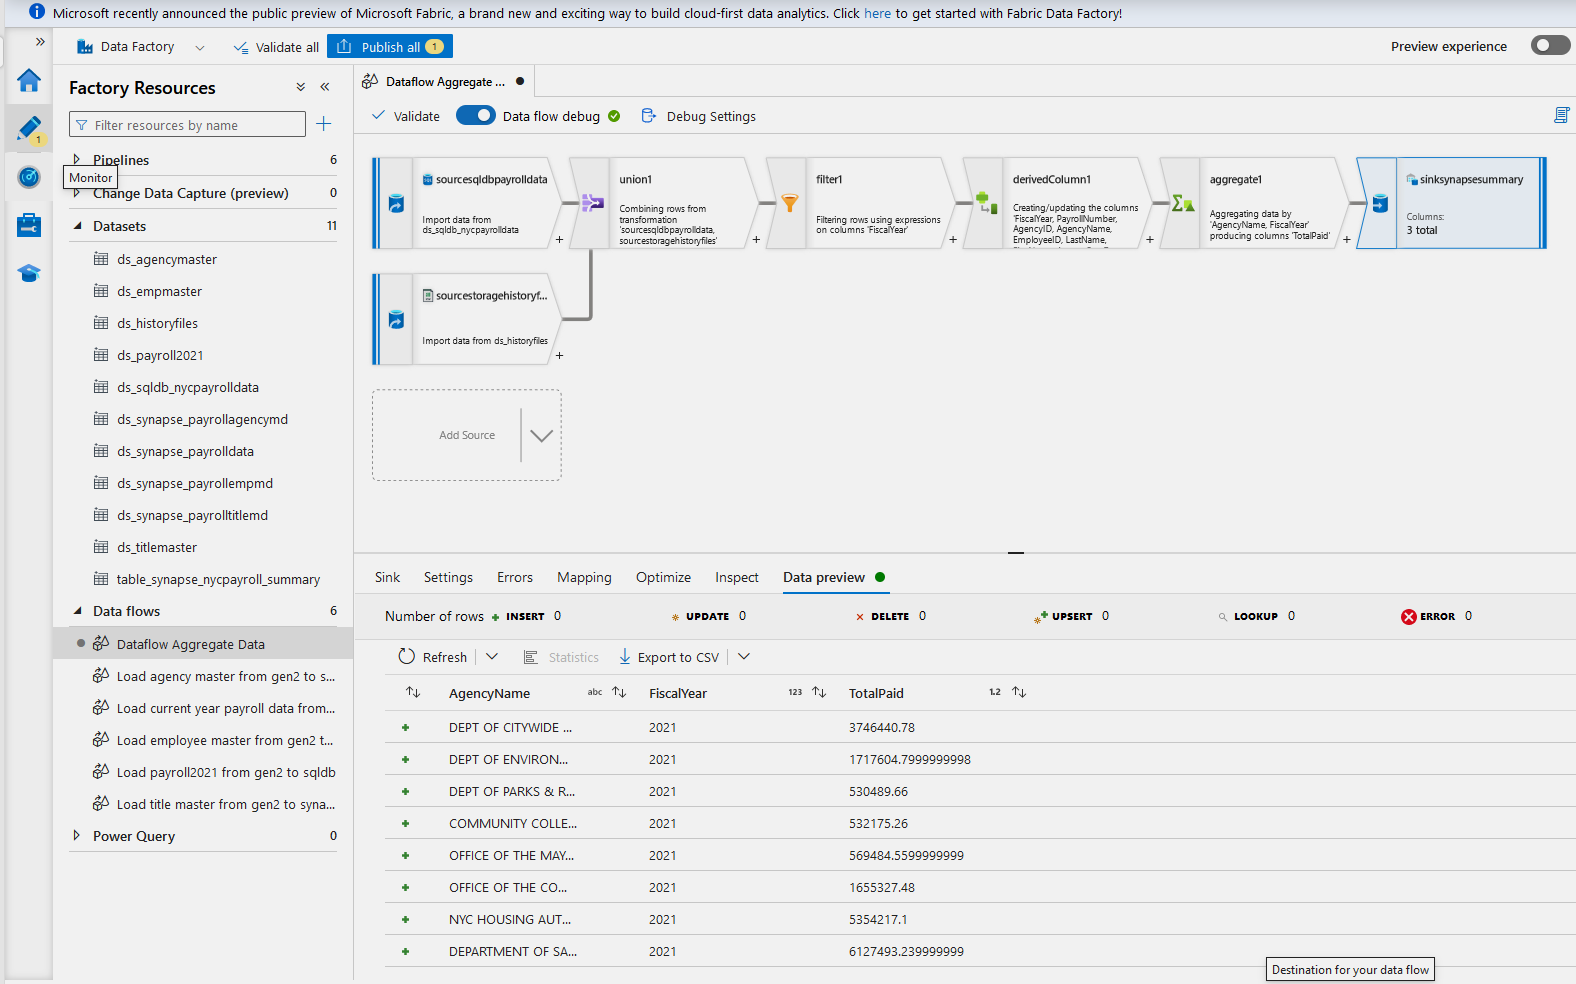 Microsoft recently announced the public preview of Microsoft Fabric, a brand new and exciting way to build cloud-first data analytics. Click here to get started with Fabric Data Factory!
Data Factory
Validate all
Publish all 1
Preview experience
1
Monitor
Factory Resources
Filter resources by name
Pipelines 6
Change Data Capture (preview) 0
Datasets 11
ds_agencymaster
ds_empmaster
ds_historyfiles
ds_payroll2021
ds_sqldb_nycpayrolldata
ds_synapse_payrollagencymd
ds_synapse_payrolldata
ds_synapse_payrollempmd
ds_synapse_payrolltitlemd
ds_titlemaster
table_synapse_nycpayroll_summary
Data flows 6
Dataflow Aggregate Data
Load agency master from gen2 to s...
Load current year payroll data from...
Load employee master from gen2 t...
Load payroll2021 from gen2 to sqldb
Load title master from gen2 to syna...
Power Query 0
Dataflow Aggregate ...
Validate
Data flow debug
Debug Settings
sourcesqldbpayrolldata
Import data from
ds_sqldb_nycpayrolldata
+
union1
Combining rows from
transformation
'sourcesqldbpayrolldata,
sourcestoragehistoryfiles'
+
filter1
Filtering rows using expressions
on columns 'FiscalYear'
+
derivedColumn1
Creating/updating the columns
'FiscalYear, PayrollNumber,
AgencyID, AgencyName,
EmployeeID, LastName,
+
aggregate1
Aggregating data by
'AgencyName, FiscalYear'
producing columns 'TotalPaid'
+
sinksynapsesummary
Columns:
3 total
sourcestoragehistoryf...
Import data from ds_historyfiles
+
Add Source
Sink
Settings
Errors
Mapping
Optimize
Inspect
Data preview
Number of rows
INSERT 0
UPDATE 0
DELETE 0
UPSERT 0
LOOKUP 0
ERROR 0
Refresh
Statistics
Export to CSV
AgencyName abc
FiscalYear 123
TotalPaid 1.2
DEPT OF CITYWIDE ... 2021 3746440.78
DEPT OF ENVIRON... 2021 1717604.7999999998
DEPT OF PARKS & R... 2021 530489.66
COMMUNITY COLLE... 2021 532175.26
OFFICE OF THE MAY... 2021 569484.5599999999
OFFICE OF THE CO... 2021 1655327.48
NYC HOUSING AUT... 2021 5354217.1
DEPARTMENT OF SA... 2021 6127493.239999999
Destination for your data flow